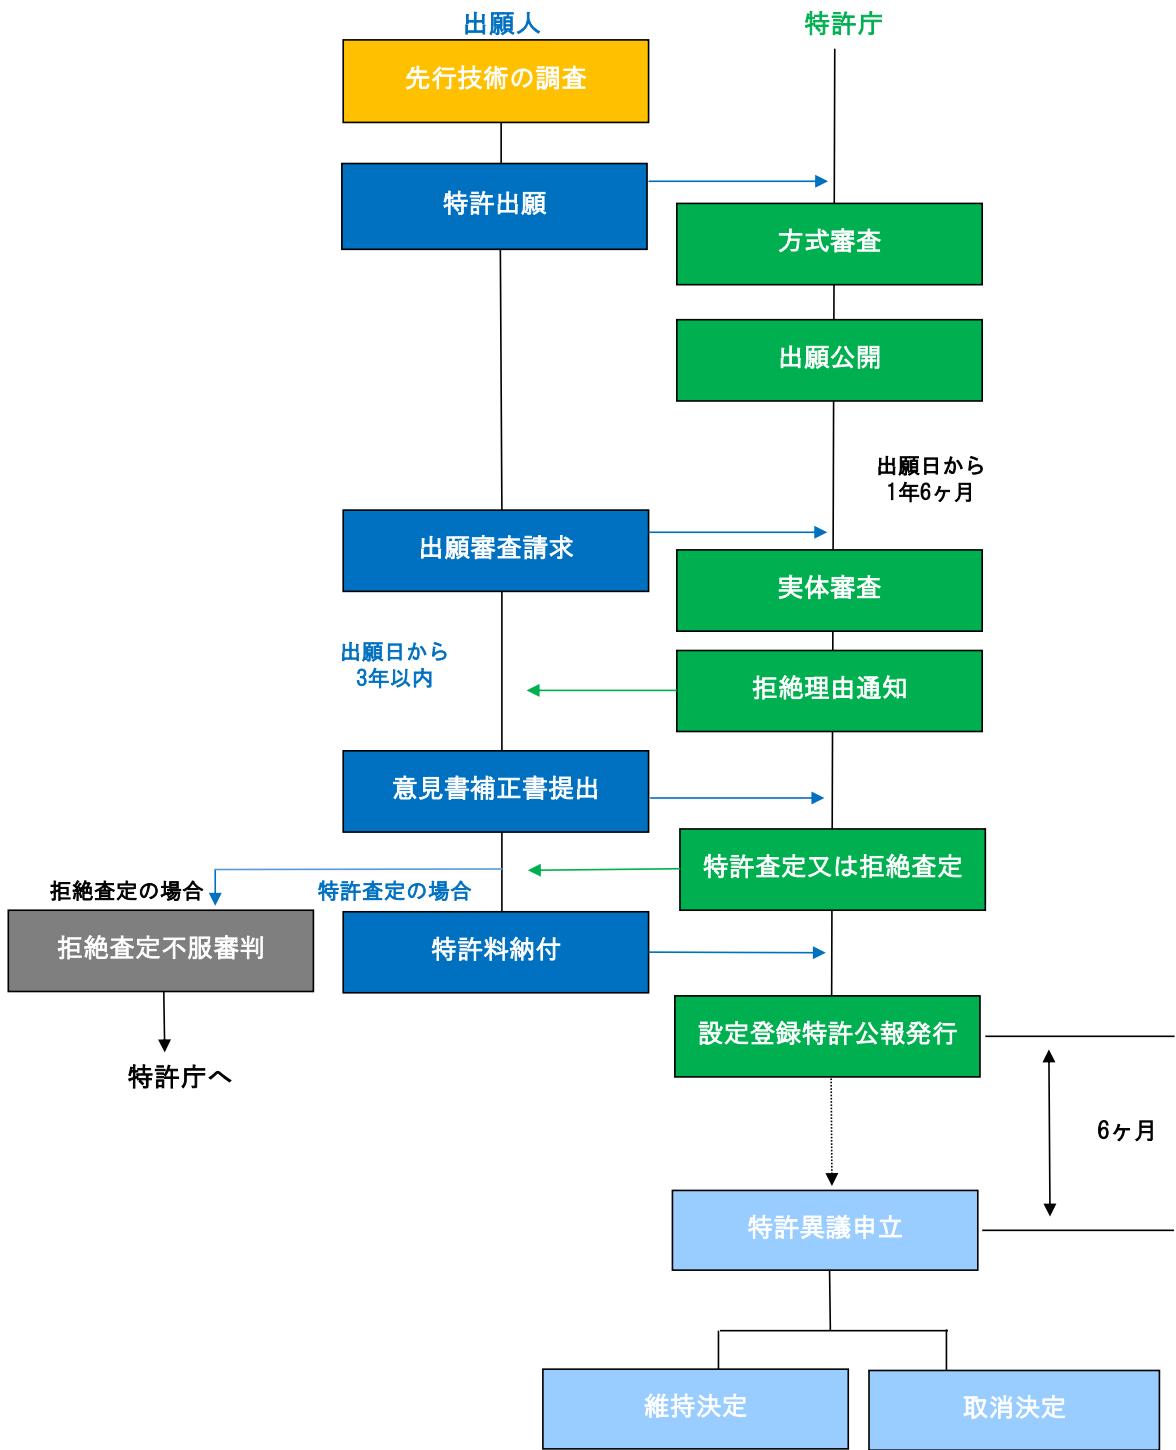 出願人
特許庁
先行技術の調査
特許出願
方式審査
出願公開
出願日から
1年6ヶ月
出願審査請求
実体審査
出願日から
3年以内
拒絶理由通知
意見書補正書提出
特許査定又は拒絶査定
拒絶査定の場合
特許査定の場合
拒絶査定不服審判
特許料納付
設定登録特許公報発行
特許庁へ
6ヶ月
特許異議申立
維持決定
取消決定